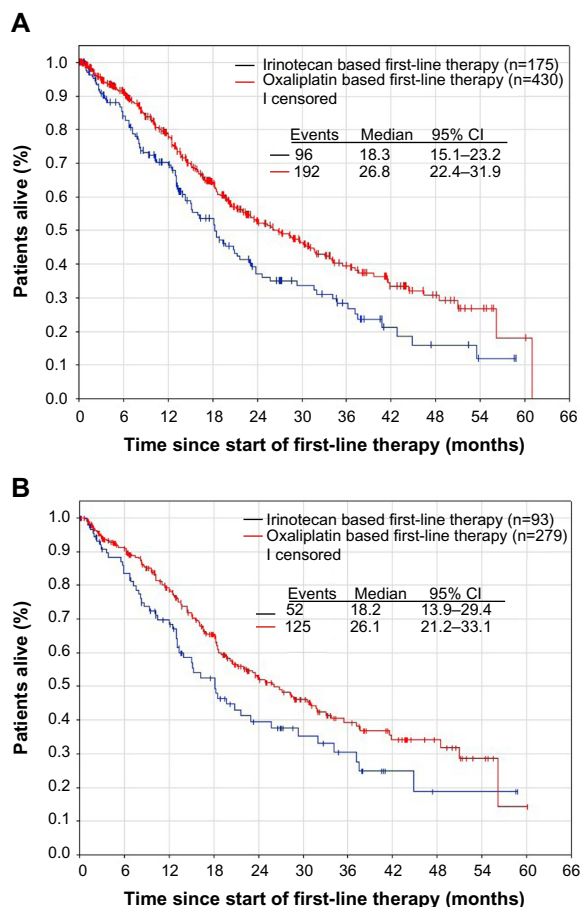 A
Irinotecan based first-line therapy (n=175)
Oxaliplatin based first-line therapy (n=430)
I censored
Events Median 95% CI
96 18.3 15.1–23.2
192 26.8 22.4–31.9
Patients alive (%)
1.0
0.9
0.8
0.7
0.6
0.5
0.4
0.3
0.2
0.1
0.0
0 6 12 18 24 30 36 42 48 54 60 66
Time since start of first-line therapy (months)
B
Irinotecan based first-line therapy (n=93)
Oxaliplatin based first-line therapy (n=279)
I censored
Events Median 95% CI
52 18.2 13.9–29.4
125 26.1 21.2–33.1
Patients alive (%)
1.0
0.9
0.8
0.7
0.6
0.5
0.4
0.3
0.2
0.1
0.0
0 6 12 18 24 30 36 42 48 54 60 66
Time since start of first-line therapy (months)